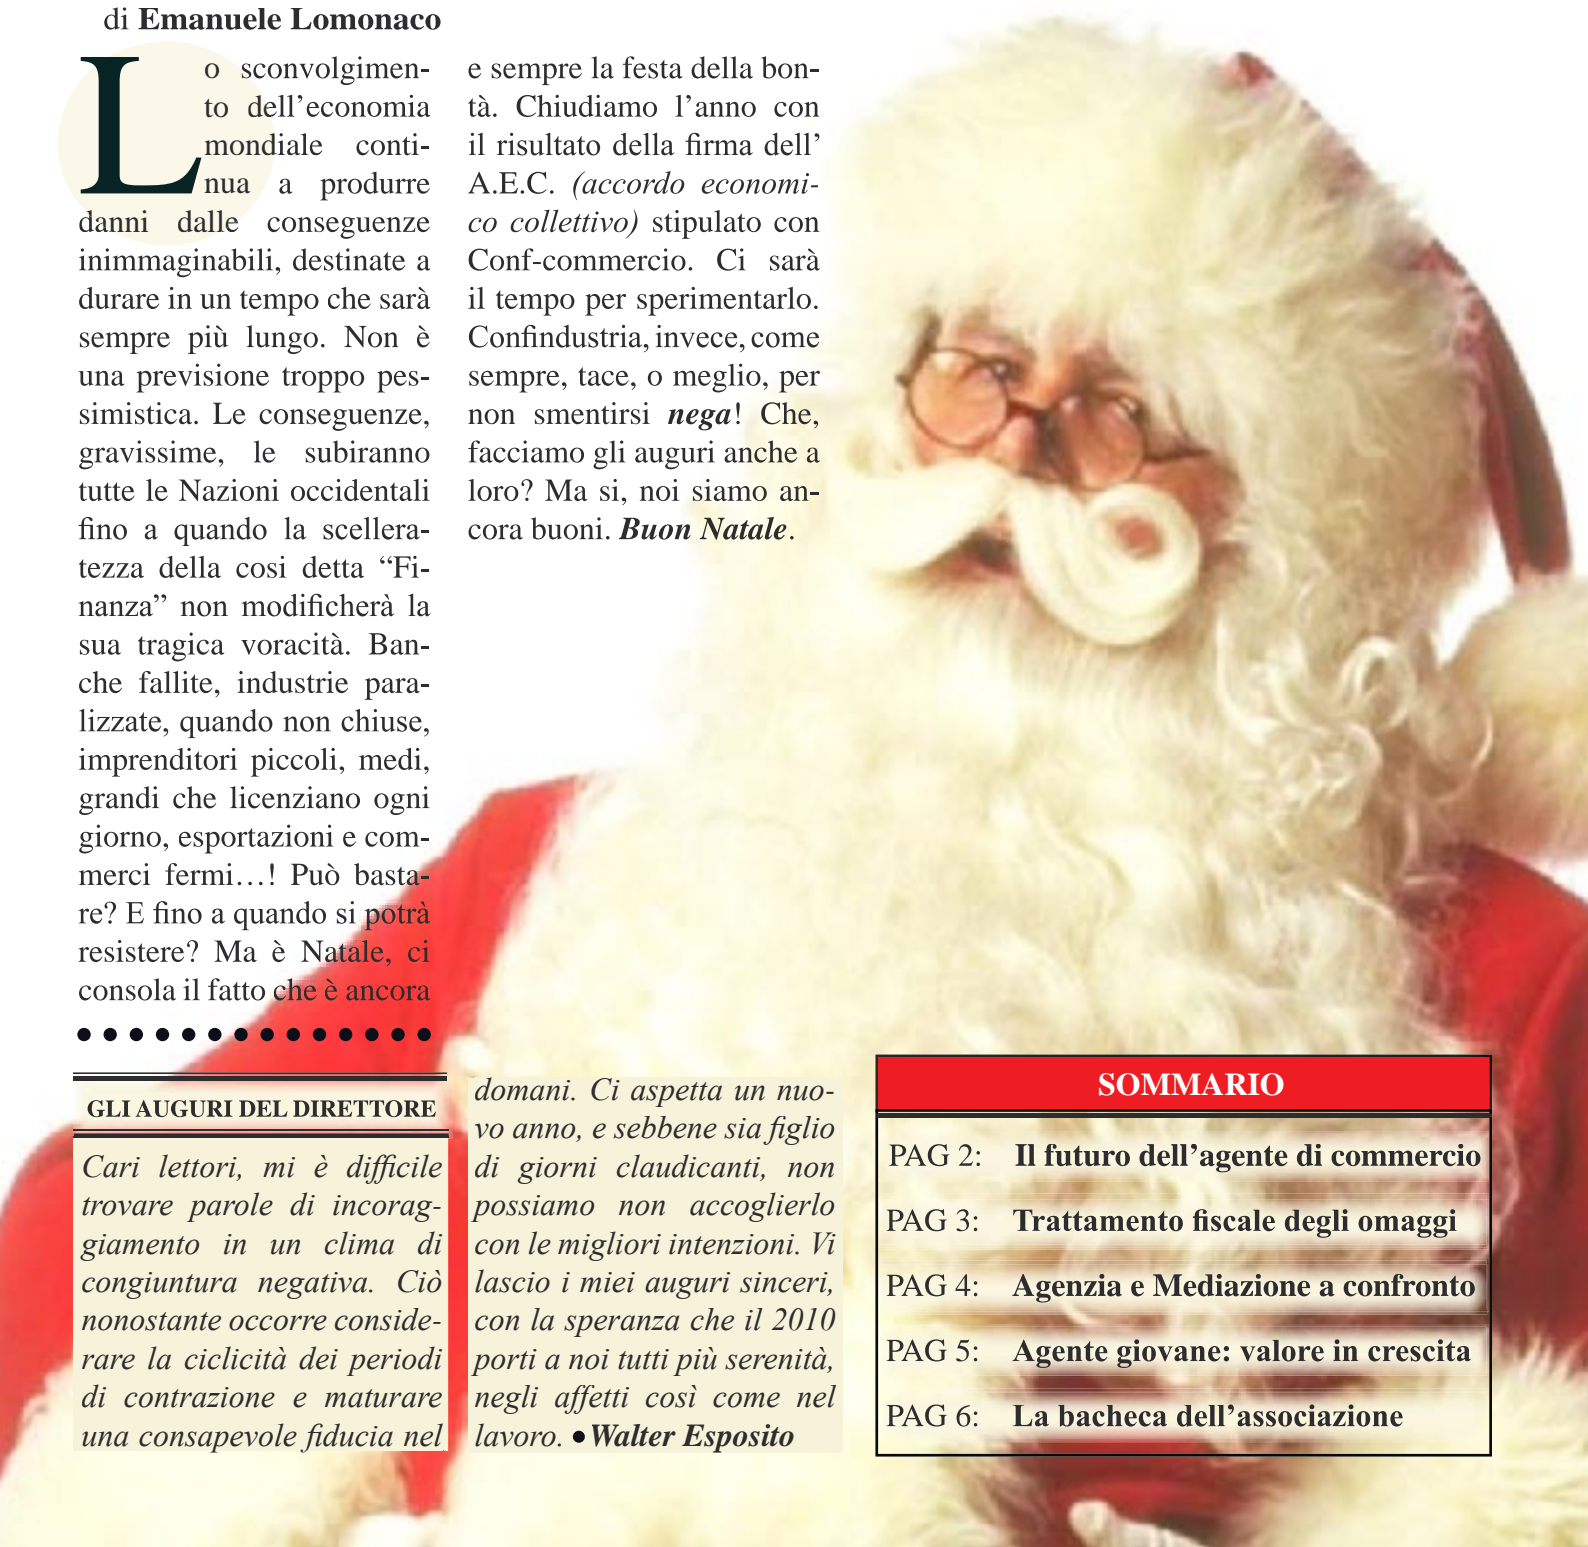 di Emanuele Lomonaco
Lo sconvolgimen-
to dell’economia
mondiale conti-
nua a produrre
danni dalle conseguenze
inimmaginabili, destinate a
durare in un tempo che sarà
sempre più lungo. Non è
una previsione troppo pes-
simistica. Le conseguenze,
gravissime, le subiranno
tutte le Nazioni occidentali
fino a quando la scellera-
tezza della cosi detta “Fi-
nanza” non modificherà la
sua tragica voracità. Ban-
che fallite, industrie para-
lizzate, quando non chiuse,
imprenditori piccoli, medi,
grandi che licenziano ogni
giorno, esportazioni e com-
merci fermi…! Può basta-
re? E fino a quando si potrà
resistere? Ma è Natale, ci
consola il fatto che è ancora
e sempre la festa della bon-
tà. Chiudiamo l’anno con
il risultato della firma dell’
A.E.C. (accordo economi-
co collettivo) stipulato con
Conf-commercio. Ci sarà
il tempo per sperimentarlo.
Confindustria, invece, come
sempre, tace, o meglio, per
non smentirsi nega! Che,
facciamo gli auguri anche a
loro? Ma si, noi siamo an-
cora buoni. Buon Natale.
GLI AUGURI DEL DIRETTORE
Cari lettori, mi è difficile
trovare parole di incorag-
giamento in un clima di
congiuntura negativa. Ciò
nonostante occorre conside-
rare la ciclicità dei periodi
di contrazione e maturare
una consapevole fiducia nel
domani. Ci aspetta un nuo-
vo anno, e sebbene sia figlio
di giorni claudicanti, non
possiamo non accoglierlo
con le migliori intenzioni. Vi
lascio i miei auguri sinceri,
con la speranza che il 2010
porti a noi tutti più serenità,
negli affetti così come nel
lavoro. • Walter Esposito
SOMMARIO
PAG 2: Il futuro dell’agente di commercio
PAG 3: Trattamento fiscale degli omaggi
PAG 4: Agenzia e Mediazione a confronto
PAG 5: Agente giovane: valore in crescita
PAG 6: La bacheca dell’associazione